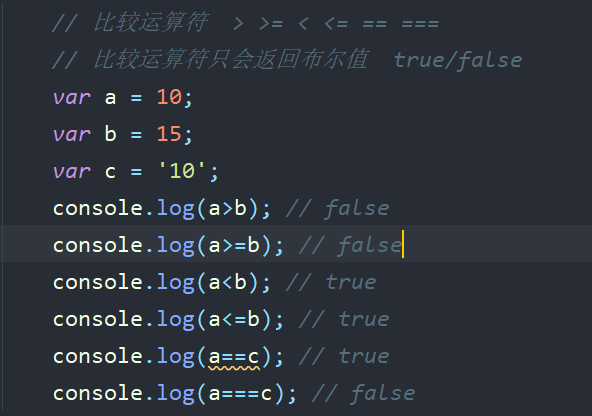 // 比较运算符  > >= < <= == ===
// 比较运算符只会返回布尔值  true/false
var a = 10;
var b = 15;
var c = '10';
console.log(a>b); // false
console.log(a>=b); // false
console.log(a<b); // true
console.log(a<=b); // true
console.log(a==c); // true
console.log(a===c); // false